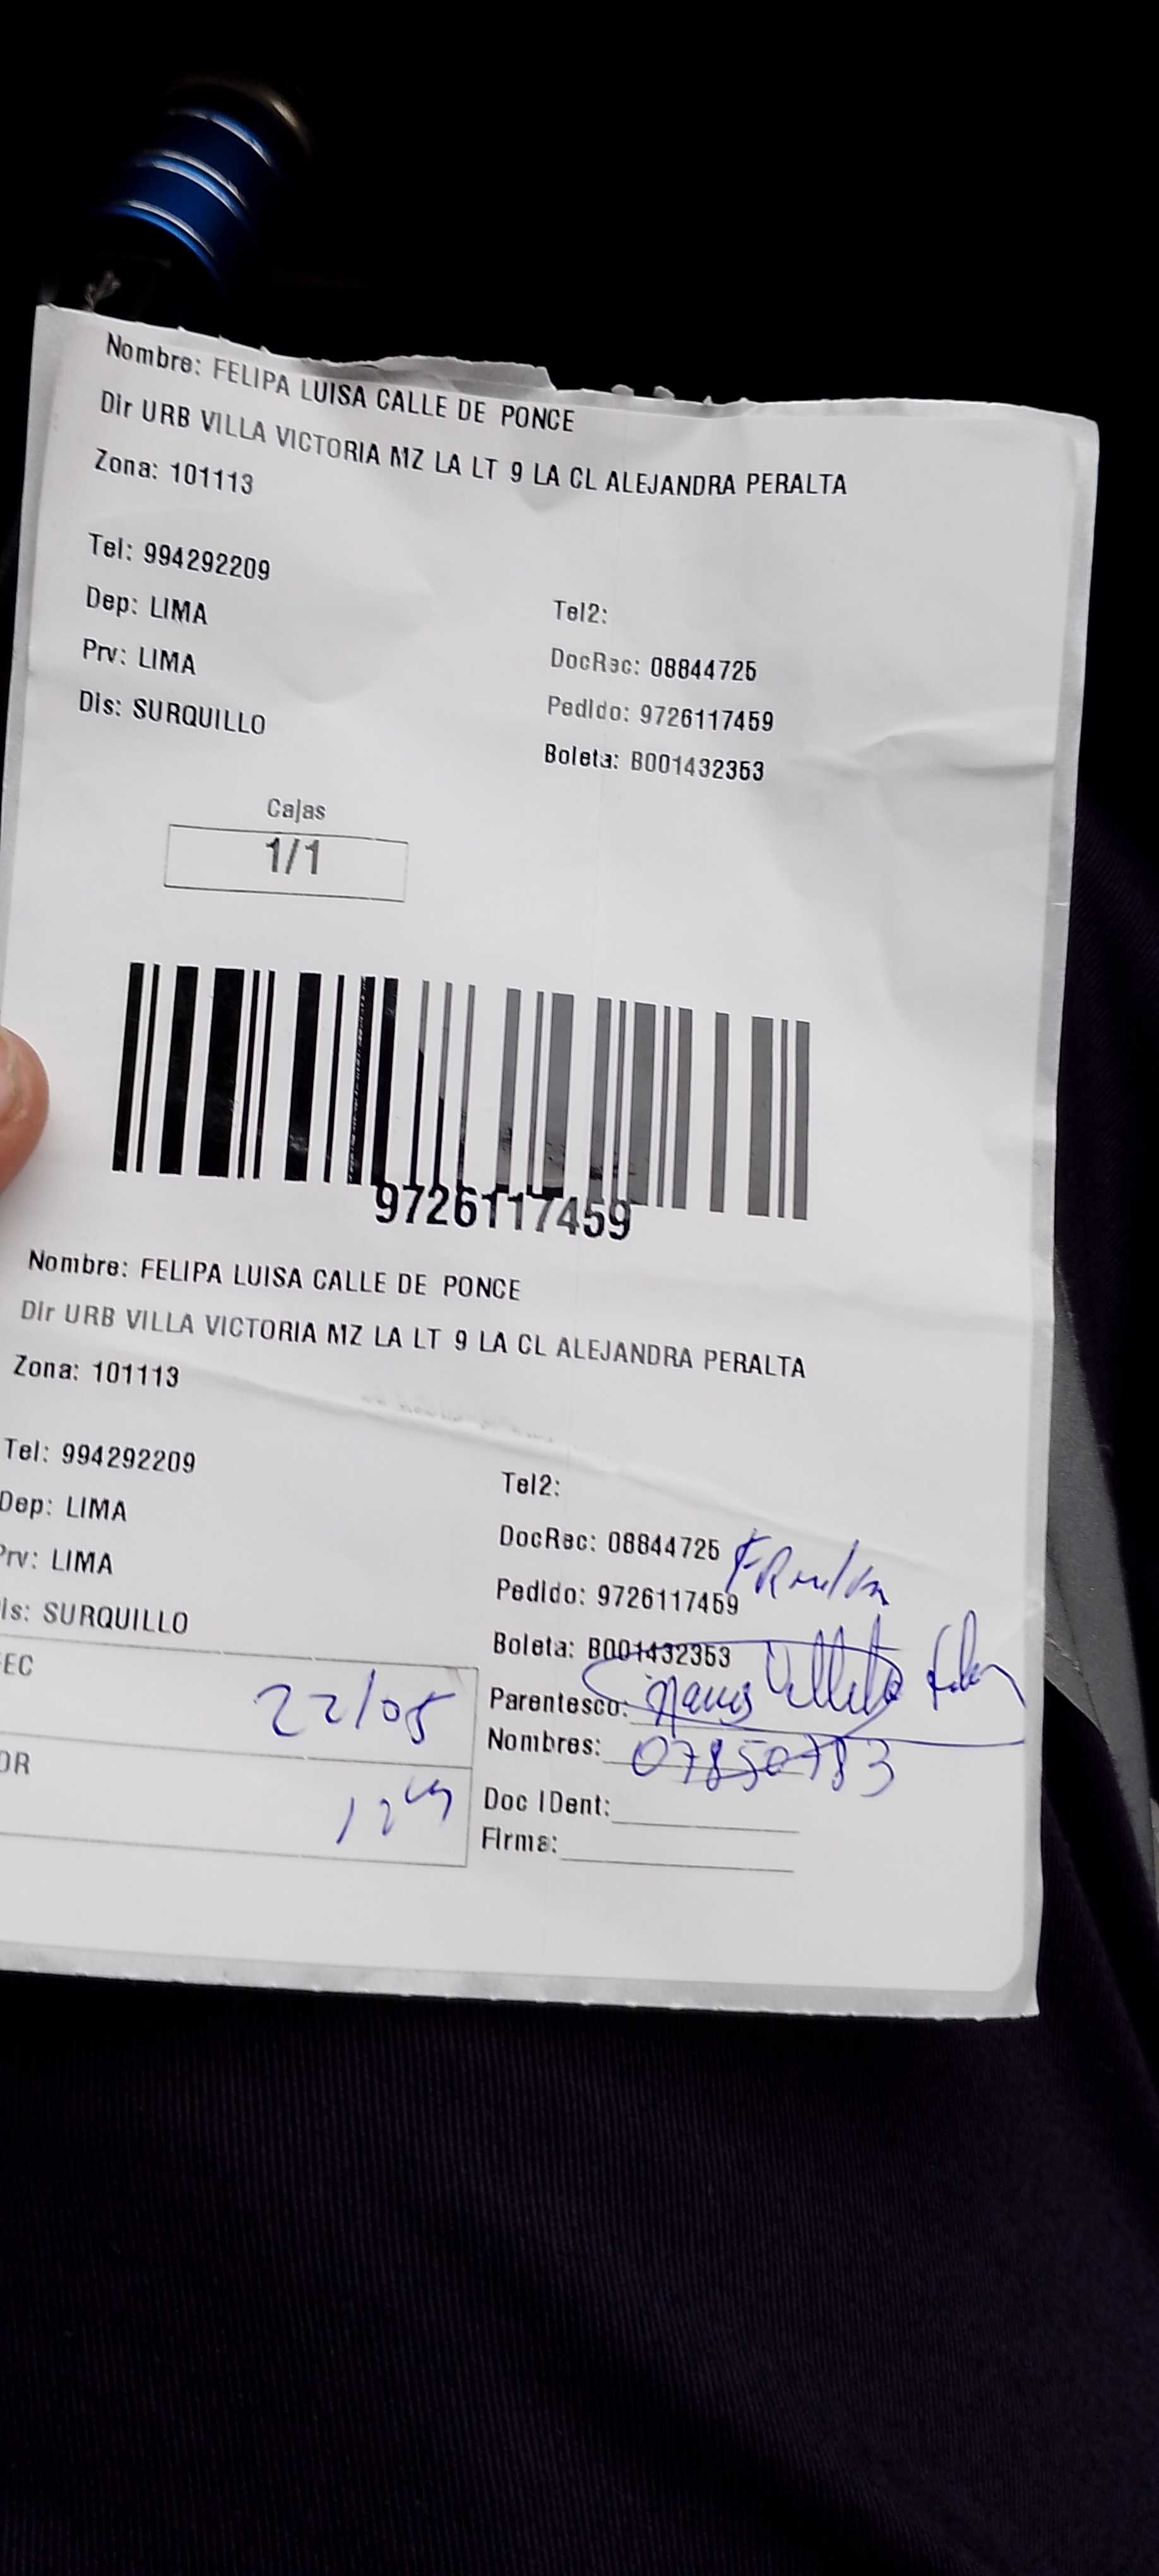 Nombre: FELIPA LUISA CALLE DE PONCE
Dir URB VILLA VICTORIA MZ LA LT 9 LA CL ALEJANDRA PERALTA
Zona: 101113
Tel: 994292209
Tel2:
Dep: LIMA
DocRec: 08844725
Prv: LIMA
Pedido: 9726117459
Dis: SURQUILLO
Boleta: B001432353
Cajas
1/1
9726117459
Nombre: FELIPA LUISA CALLE DE PONCE
Dir URB VILLA VICTORIA MZ LA LT 9 LA CL ALEJANDRA PERALTA
Zona: 101113
Tel: 994292209
Tel2:
Dep: LIMA
DocRec: 08844725
Prv: LIMA
Pedido: 9726117459
is: SURQUILLO
Boleta: B001432353
EC
22/05
Parentesco:
Nombres: 07850783
OR
Doc IDent:
Firma: